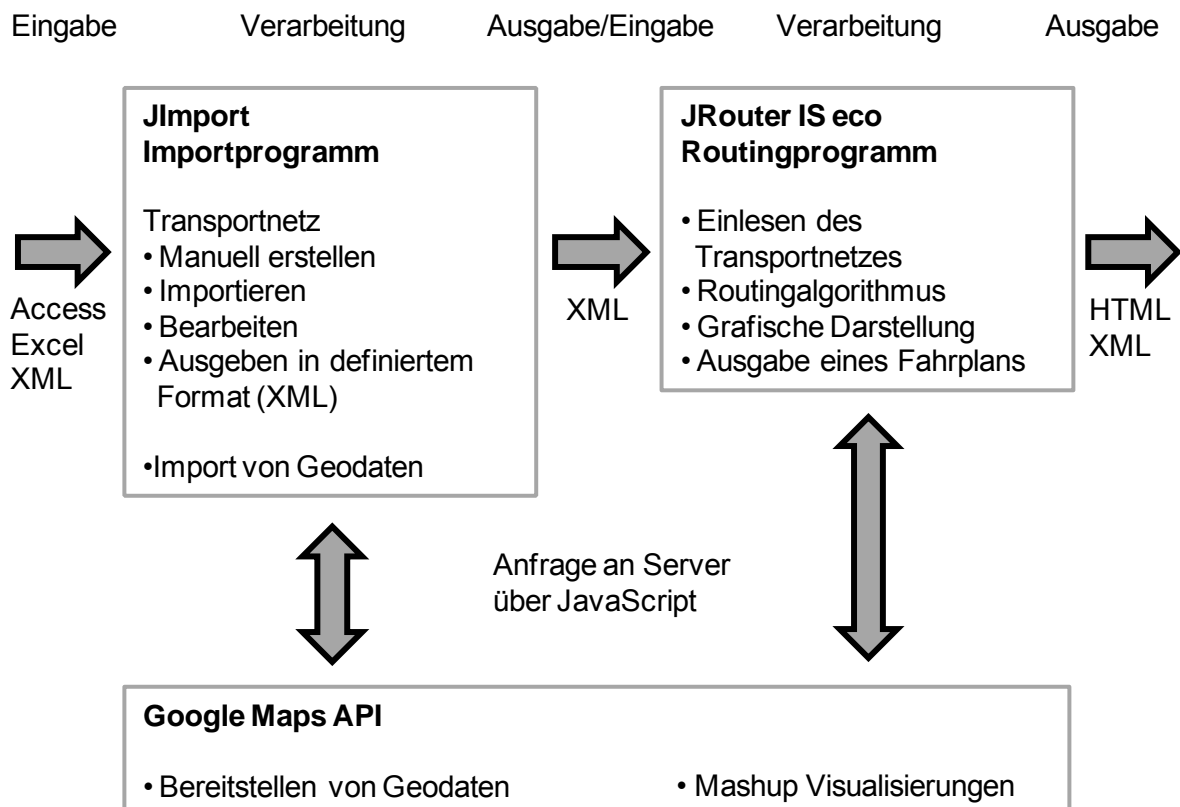 Eingabe Verarbeitung Ausgabe/Eingabe Verarbeitung Ausgabe
JImport
Importprogramm
Transportnetz
• Manuell erstellen
• Importieren
• Bearbeiten
• Ausgeben in definiertem
Format (XML)
•Import von Geodaten
JRouter IS eco
Routingprogramm
• Einlesen des
Transportnetzes
• Routingalgorithmus
• Grafische Darstellung
• Ausgabe eines Fahrplans
Access
Excel
XML
XML
HTML
XML
Anfrage an Server
über JavaScript
Google Maps API
• Bereitstellen von Geodaten
• Mashup Visualisierungen